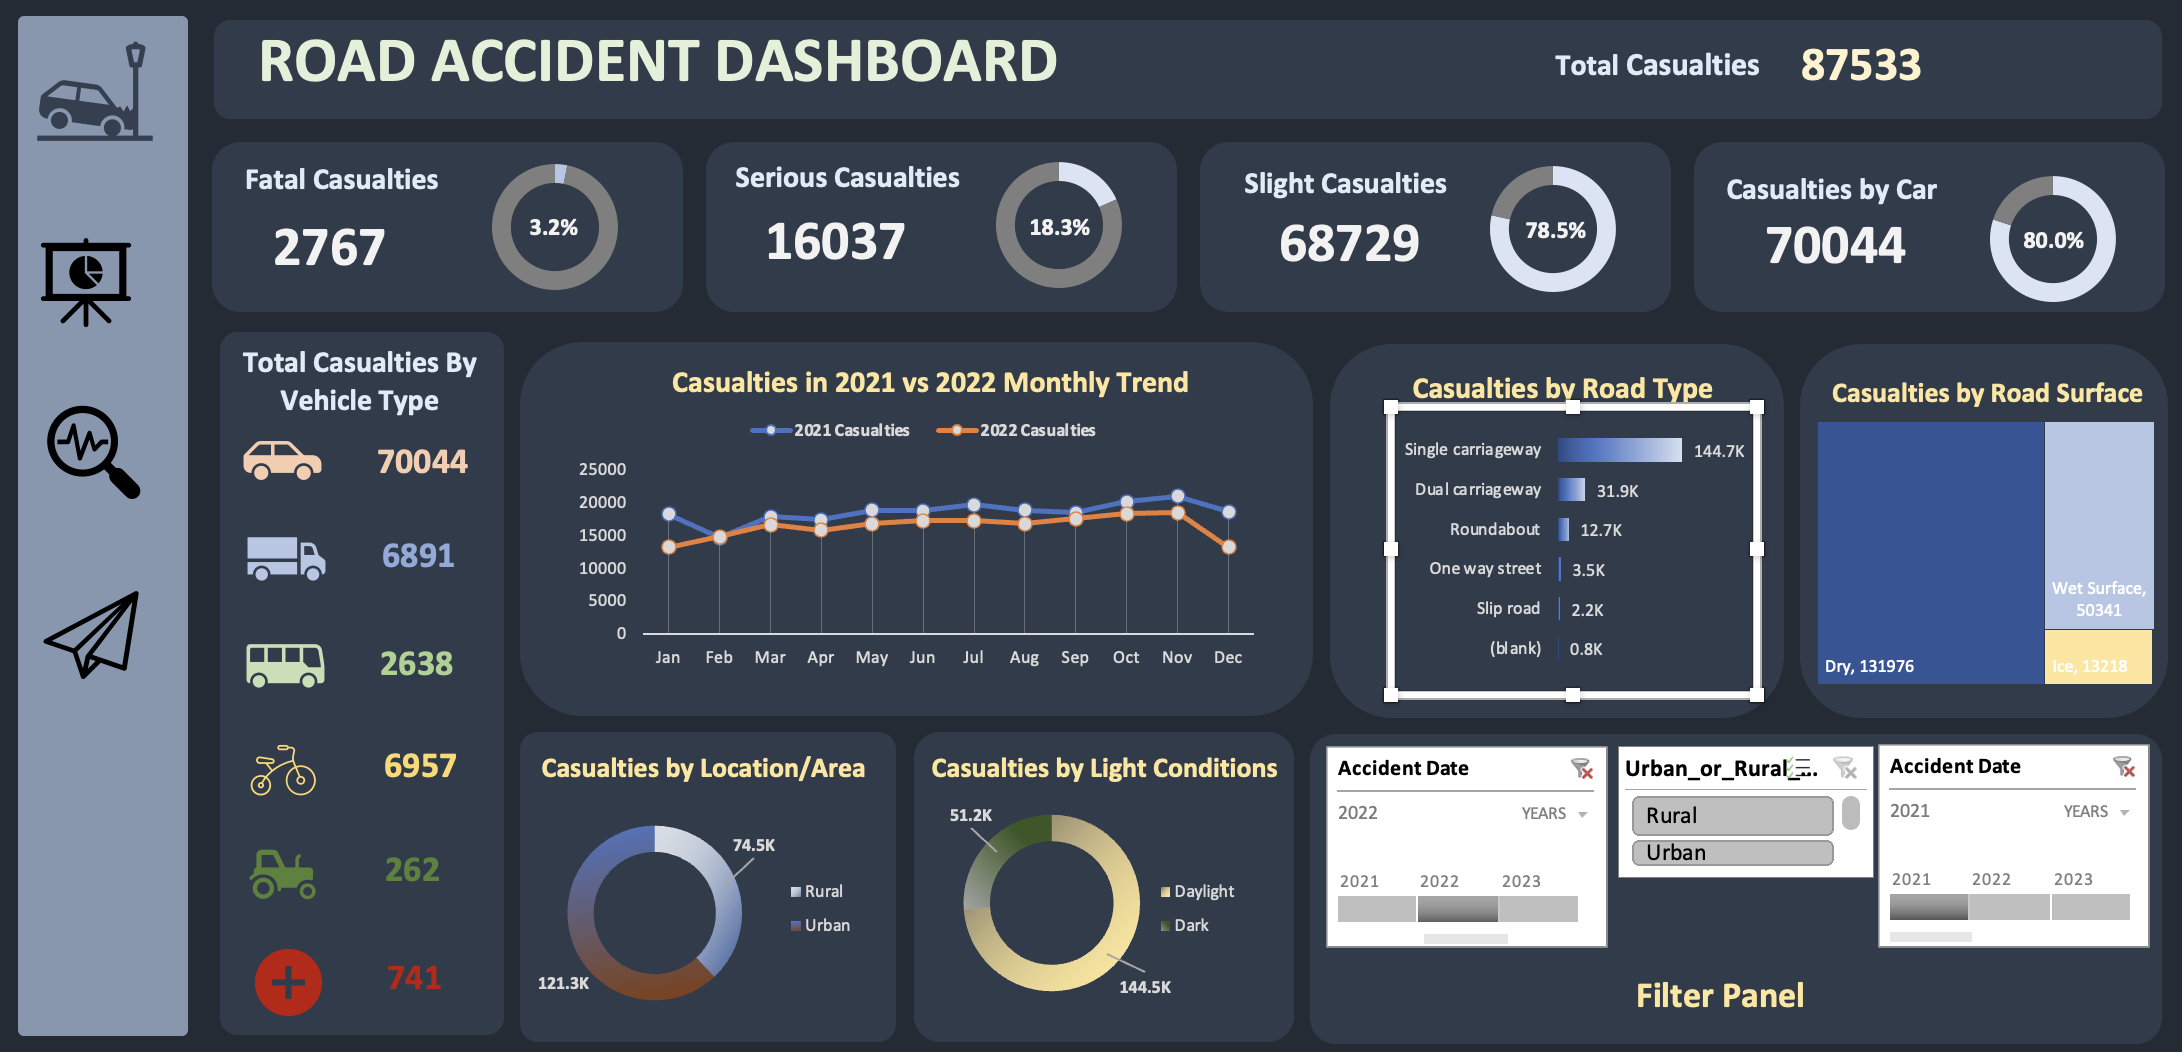 ROAD ACCIDENT DASHBOARD
Total Casualties 87533
Fatal Casualties
2767
3.2%
Serious Casualties
16037
18.3%
Slight Casualties
68729
78.5%
Casualties by Car
70044
80.0%
Total Casualties By
Vehicle Type
70044
6891
2638
6957
262
741
Casualties in 2021 vs 2022 Monthly Trend
2021 Casualties 2022 Casualties
25000
20000
15000
10000
5000
0
Jan Feb Mar Apr May Jun Jul Aug Sep Oct Nov Dec
Casualties by Road Type
Single carriageway 144.7K
Dual carriageway 31.9K
Roundabout 12.7K
One way street 3.5K
Slip road 2.2K
(blank) 0.8K
Casualties by Road Surface
Wet Surface,
50341
Dry, 131976
Ice, 13218
Casualties by Location/Area
74.5K
Rural
Urban
121.3K
Casualties by Light Conditions
51.2K
Daylight
Dark
144.5K
Accident Date
2022 YEARS
2021 2022 2023
Urban_or_Rural_...
Rural
Urban
Accident Date
2021 YEARS
2021 2022 2023
Filter Panel